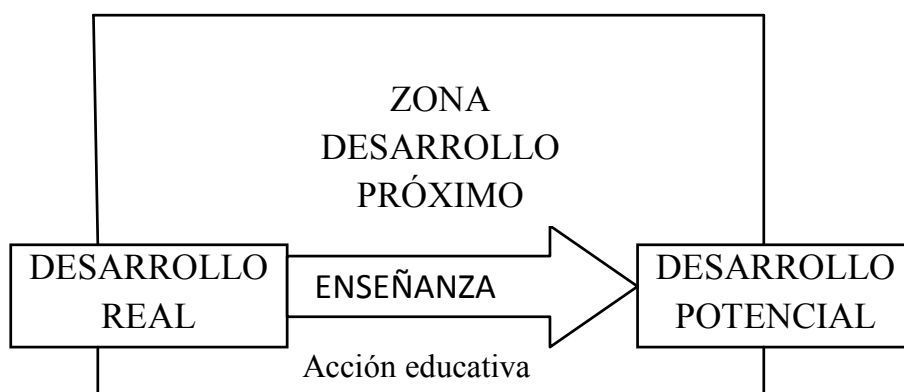 ZONA
DESARROLLO
PRÓXIMO
DESARROLLO
REAL
ENSEÑANZA
DESARROLLO
POTENCIAL
Acción educativa